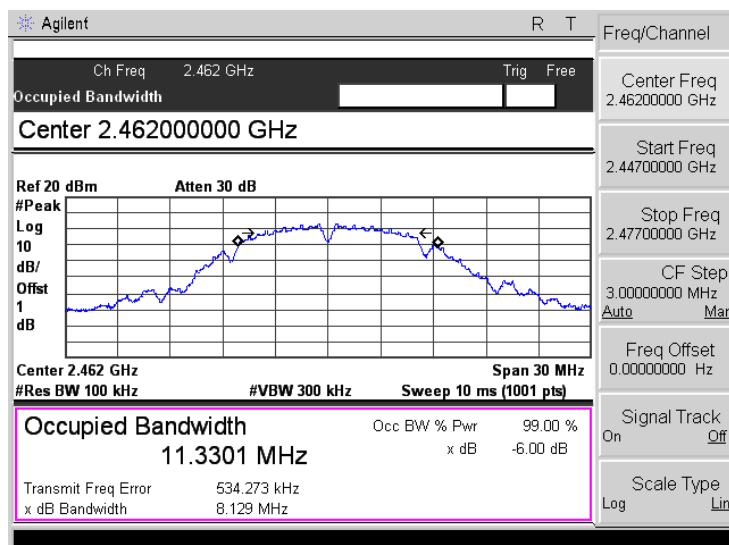 Agilent R T
Ch Freq 2.462 GHz Trig Free
Occupied Bandwidth
Center 2.462000000 GHz
Ref 20 dBm Atten 30 dB
#Peak
Log
10
dB/
Offst
1
dB
Center 2.462 GHz Span 30 MHz
#Res BW 100 kHz #VBW 300 kHz Sweep 10 ms (1001 pts)
Occupied Bandwidth Occ BW % Pwr 99.00 %
11.3301 MHz x dB -6.00 dB
Transmit Freq Error 534.273 kHz
x dB Bandwidth 8.129 MHz
Freq/Channel
Center Freq
2.46200000 GHz
Start Freq
2.44700000 GHz
Stop Freq
2.47700000 GHz
CF Step
3.00000000 MHz
Auto Man
Freq Offset
0.00000000 Hz
Signal Track
On Off
Scale Type
Log Lin